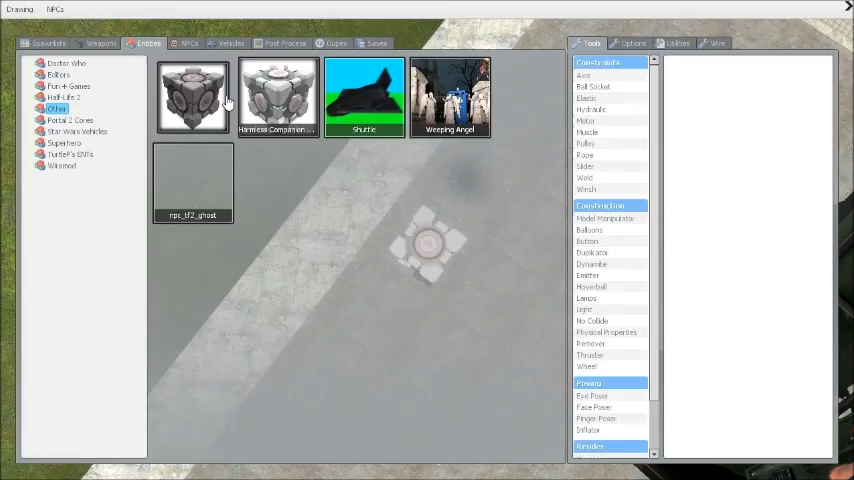 Drawing NPCs
Spawnlists Weapons Entities NPCs Vehicles Post Process Dupes Saves
Tools Options Utilities Wire
Doctor Who
Editors
Fun + Games
Half-Life 2
Other
Portal 2 Cores
Star Wars Vehicles
Superhero
TurtleP's ENTs
Wiremod
Harmless Companion ...
Shuttle
Weeping Angel
npc_tf2_ghost
Constraints
Axis
Ball Socket
Elastic
Hydraulic
Motor
Muscle
Pulley
Rope
Slider
Weld
Winch
Construction
Model Manipulator
Balloons
Button
Duplicator
Dynamite
Emitter
Hoverball
Lamps
Light
No Collide
Physical Properties
Remover
Thruster
Wheel
Posing
Eye Poser
Face Poser
Finger Poser
Inflator
Render